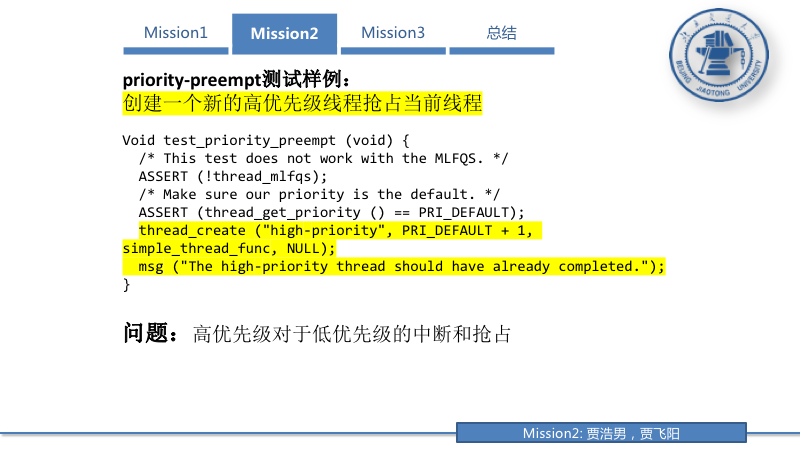 Mission1
Mission2
Mission3
总结
BEIJING JIAOTONG UNIVERSITY
priority-preempt测试样例：
创建一个新的高优先级线程抢占当前线程
Void test_priority_preempt (void) {
/* This test does not work with the MLFQS. */
ASSERT (!thread_mlfqs);
/* Make sure our priority is the default. */
ASSERT (thread_get_priority () == PRI_DEFAULT);
thread_create ("high-priority", PRI_DEFAULT + 1,
simple_thread_func, NULL);
msg ("The high-priority thread should have already completed.");
}
问题：高优先级对于低优先级的中断和抢占
Mission2: 贾浩男，贾飞阳